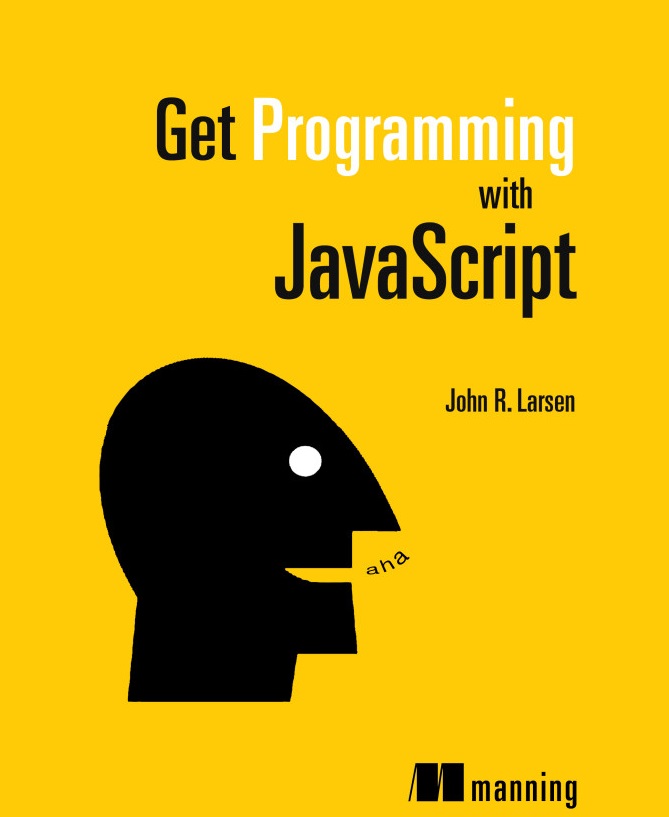 Get Programming
with
JavaScript
John R. Larsen
aha
manning